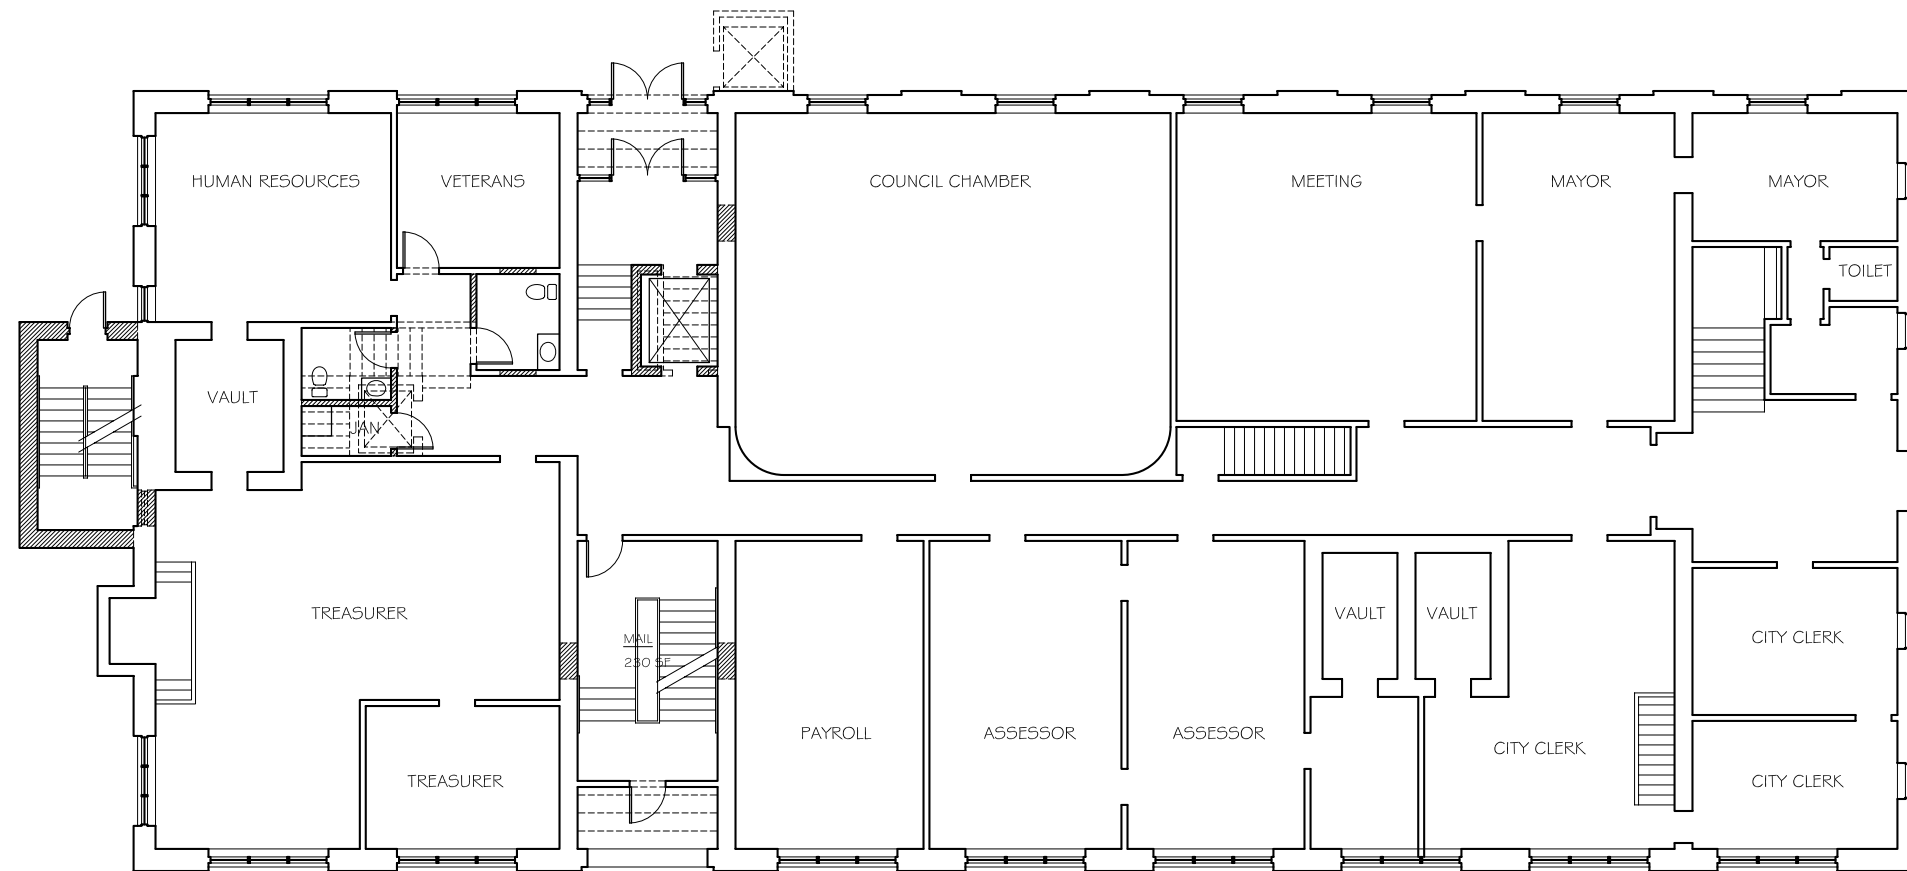 HUMAN RESOURCES
VETERANS
COUNCIL CHAMBER
MEETING
MAYOR
MAYOR
TOILET
VAULT
JAN
TREASURER
MAIL
230 SF
VAULT
VAULT
CITY CLERK
PAYROLL
ASSESSOR
ASSESSOR
CITY CLERK
TREASURER
CITY CLERK